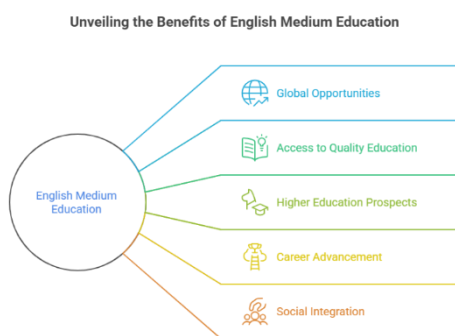 Unveiling the Benefits of English Medium Education
Global Opportunities
Access to Quality Education
English Medium
Education
Higher Education Prospects
Career Advancement
Social Integration